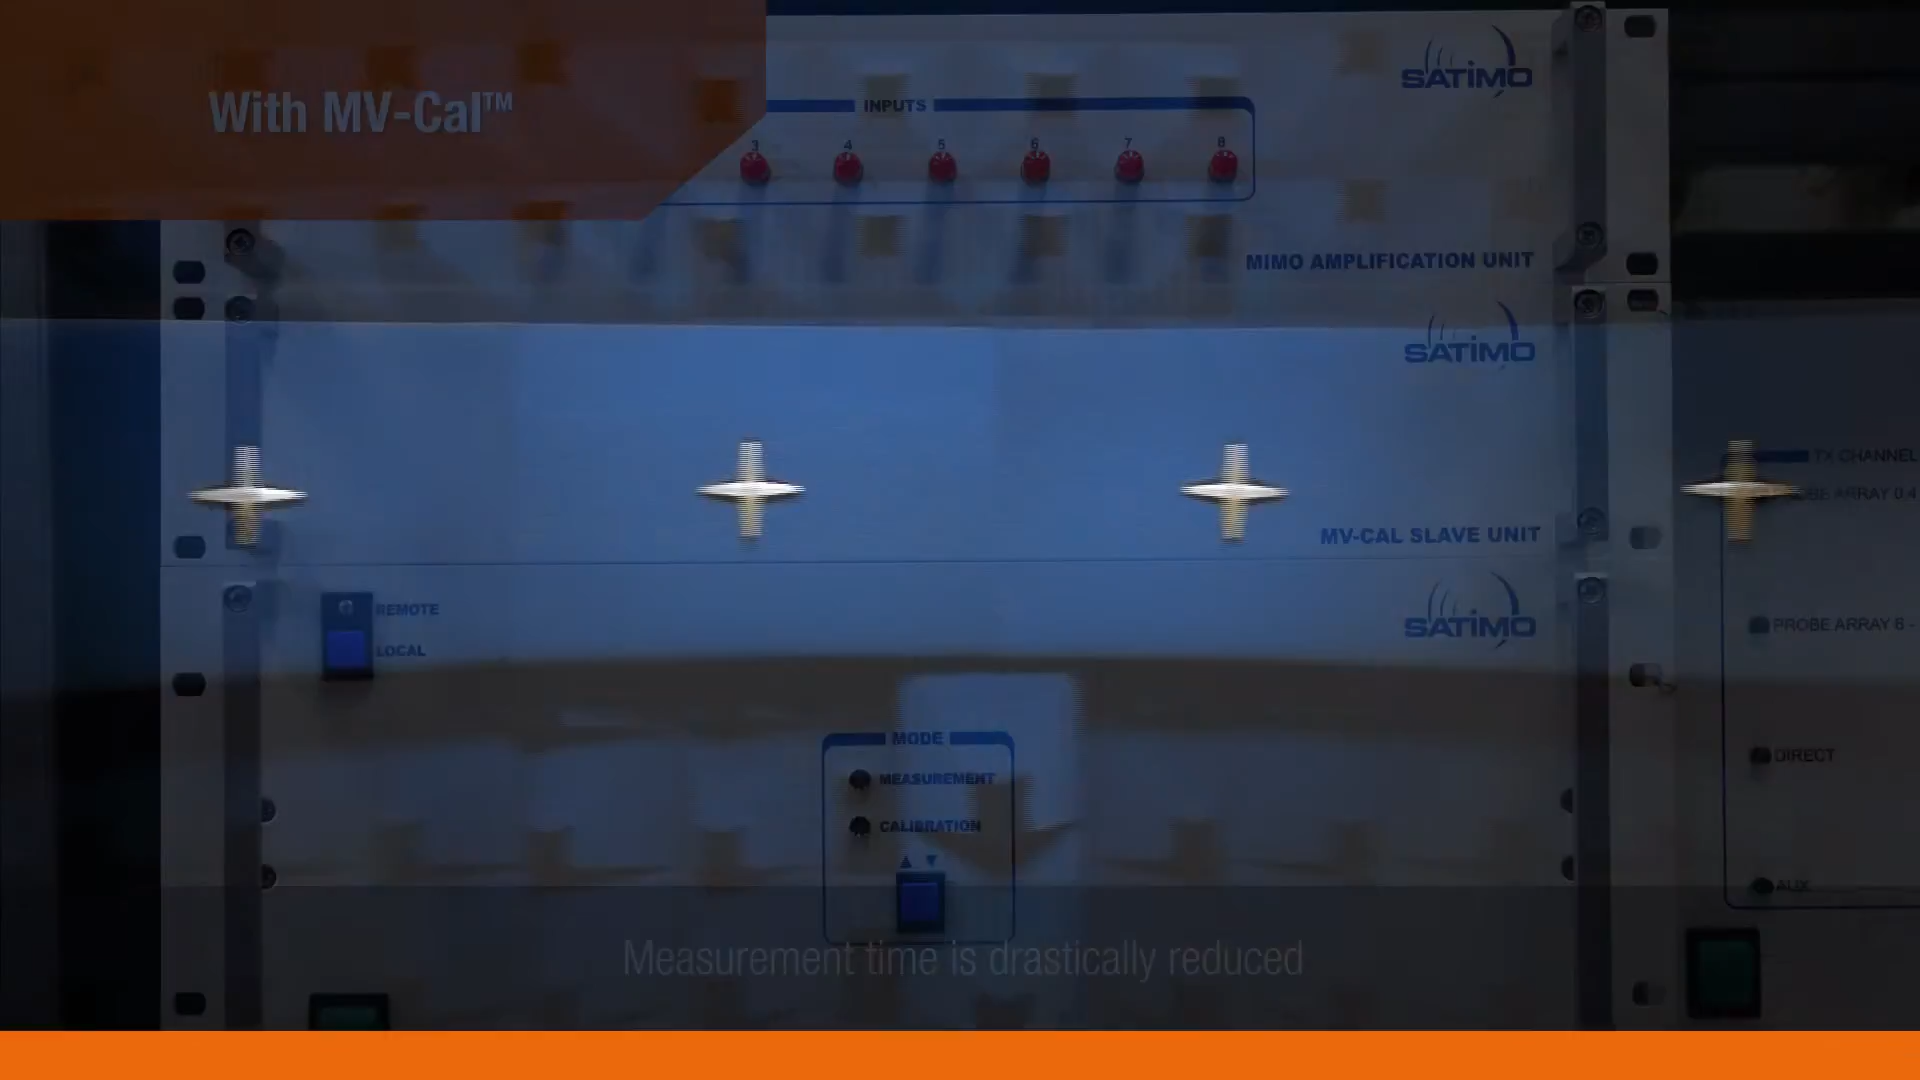 With MV-Cal™
SATIMO
INPUTS
3 4 5 6 7 8
MIMO AMPLIFICATION UNIT
SATIMO
TX CHANNEL
MV-CAL SLAVE UNIT
REMOTE
SATIMO
PROBE ARRAY 6 -
LOCAL
MODE
MEASUREMENT
DIRECT
CALIBRATION
AUX
Measurement time is drastically reduced